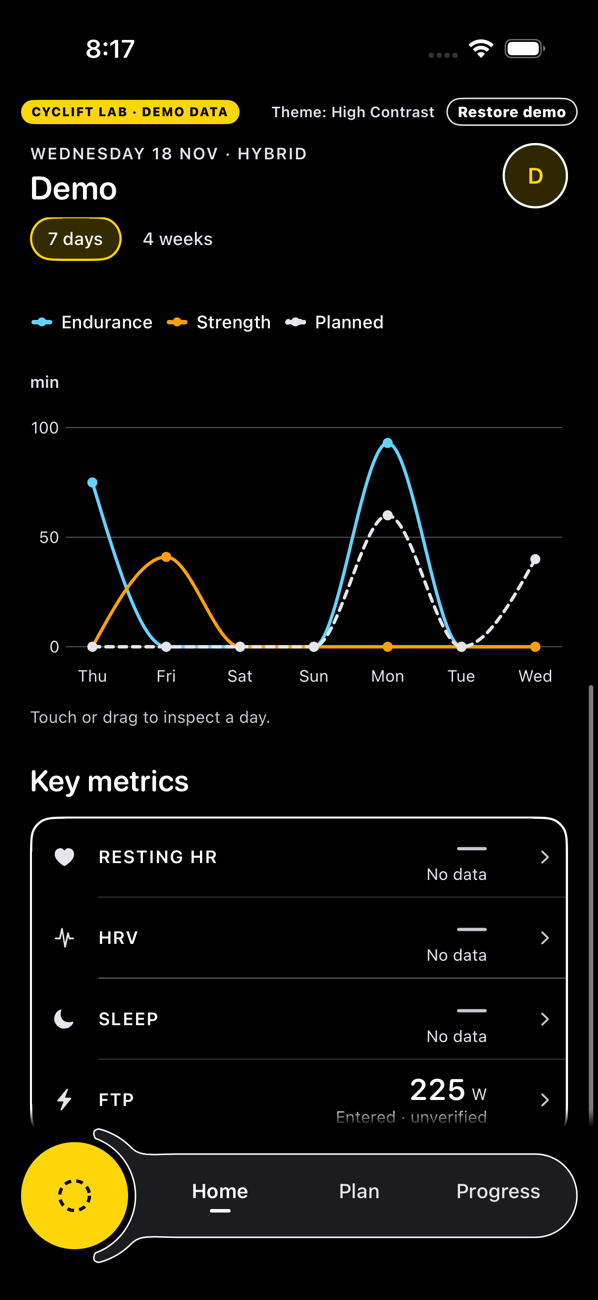 8:17
CYCLIFT LAB · DEMO DATA Theme: High Contrast Restore demo
WEDNESDAY 18 NOV · HYBRID
Demo
D
7 days 4 weeks
Endurance Strength Planned
min
100
50
0
Thu Fri Sat Sun Mon Tue Wed
Touch or drag to inspect a day.
Key metrics
RESTING HR
No data
HRV
No data
SLEEP
No data
FTP 225 W
Entered · unverified
Home Plan Progress